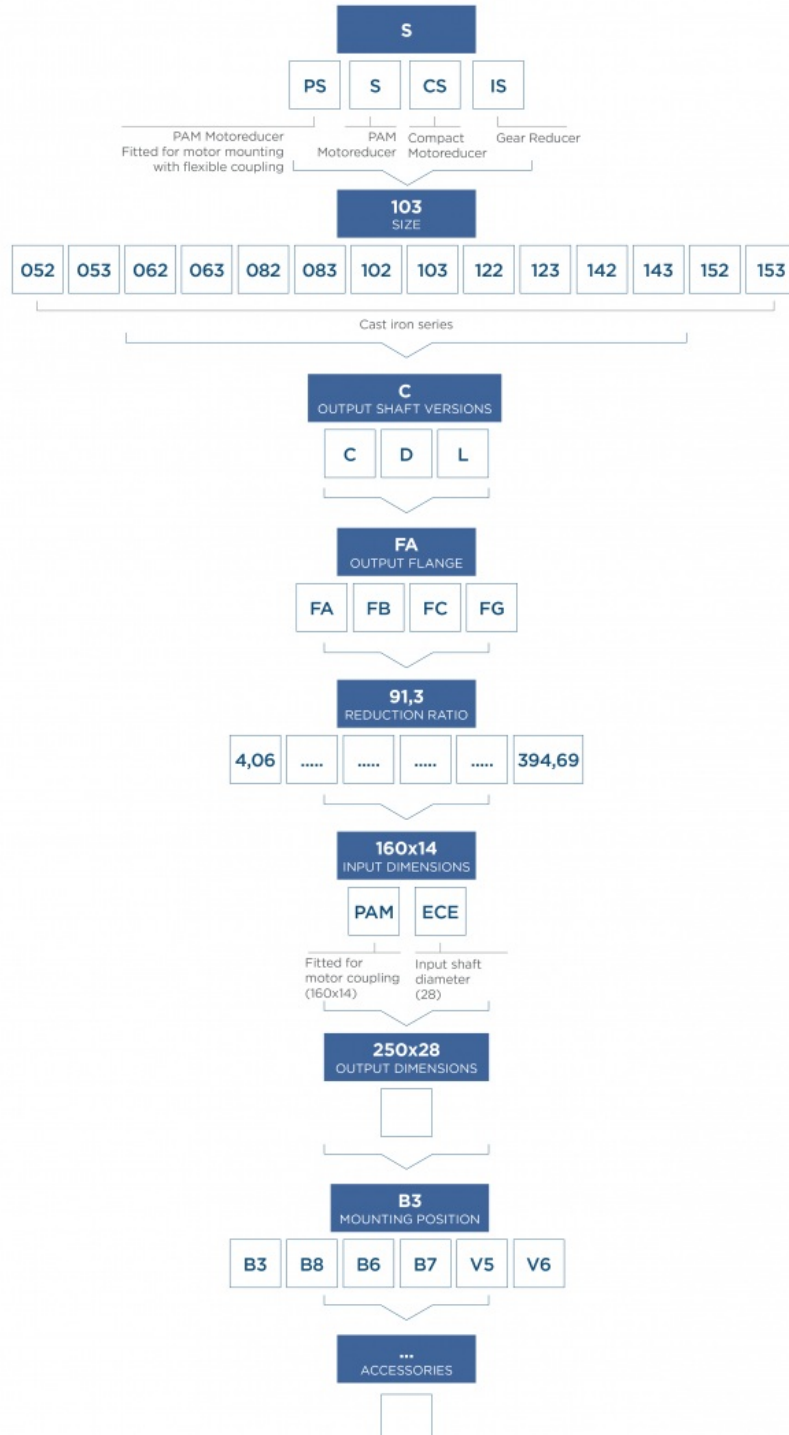 S
PS S CS IS
PAM Motoreducer
Fitted for motor mounting
with flexible coupling
PAM
Motoreducer
Compact
Motoreducer
Gear Reducer
103
SIZE
052 053 062 063 082 083 102 103 122 123 142 143 152 153
Cast iron series
C
OUTPUT SHAFT VERSIONS
C D L
FA
OUTPUT FLANGE
FA FB FC FG
91,3
REDUCTION RATIO
4,06 ..... ..... ..... ..... 394,69
160x14
INPUT DIMENSIONS
PAM ECE
Fitted for
motor coupling
(160x14)
Input shaft
diameter
(28)
250x28
OUTPUT DIMENSIONS
B3
MOUNTING POSITION
B3 B8 B6 B7 V5 V6
...
ACCESSORIES